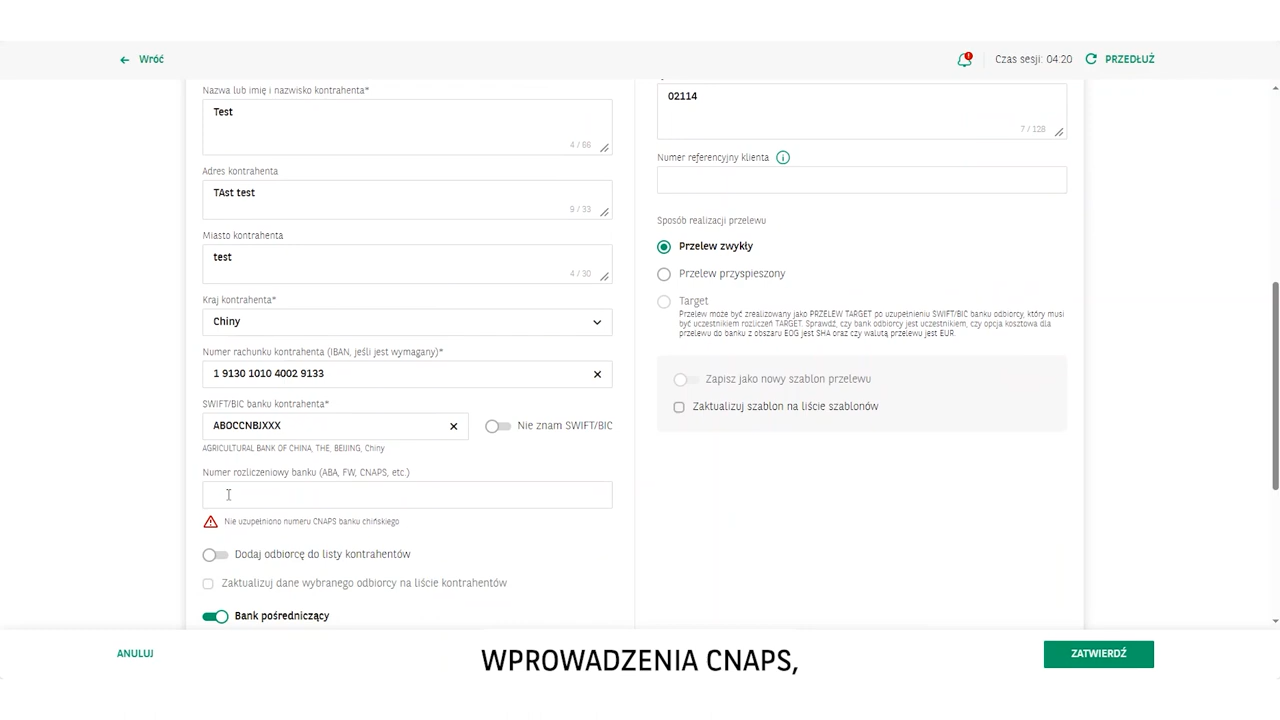 Wróć
Czas sesji: 04:20
PRZEDŁUŻ
Nazwa lub imię i nazwisko kontrahenta*
Test
4 / 66
Adres kontrahenta
TAst test
9 / 33
Miasto kontrahenta
test
4 / 30
Kraj kontrahenta*
Chiny
Numer rachunku kontrahenta (IBAN, jeśli jest wymagany)*
1 9130 1010 4002 9133
SWIFT/BIC banku kontrahenta*
ABOCCNBJXXX
Nie znam SWIFT/BIC
AGRICULTURAL BANK OF CHINA, THE, BEIJING, Chiny
Numer rozliczeniowy banku (ABA, FW, CNAPS, etc.)
Nie uzupełniono numeru CNAPS banku chińskiego
Dodaj odbiorcę do listy kontrahentów
Zaktualizuj dane wybranego odbiorcy na liście kontrahentów
Bank pośredniczący
02114
7 / 128
Numer referencyjny klienta
Sposób realizacji przelewu
Przelew zwykły
Przelew przyspieszony
Target
Przelew może być zrealizowany jako PRZELEW TARGET po uzupełnieniu SWIFT/BIC banku odbiorcy, który musi
być uczestnikiem rozliczeń TARGET. Sprawdź, czy bank odbiorcy jest uczestnikiem, czy opcja kosztowa dla
przelewu do banku z obszaru EOG jest SHA oraz czy walutą przelewu jest EUR.
Zapisz jako nowy szablon przelewu
Zaktualizuj szablon na liście szablonów
ANULUJ
WPROWADZENIA CNAPS,
ZATWIERDŹ